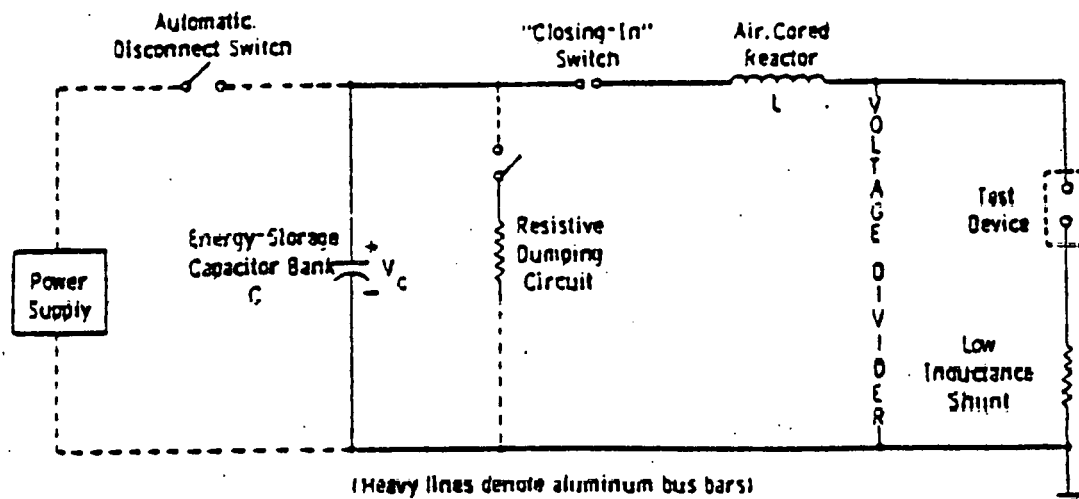 Automatic.
Disconnect Switch
"Closing-In"
Switch
Air.Cored
Reactor
L
VOLTAGE DIVIDER
Test
Device
Energy-Storage
Capacitor Bank
C
+
V_C
–
Resistive
Dumping
Circuit
Power
Supply
Low
Inductance
Shunt
(Heavy lines denote aluminum bus bars)